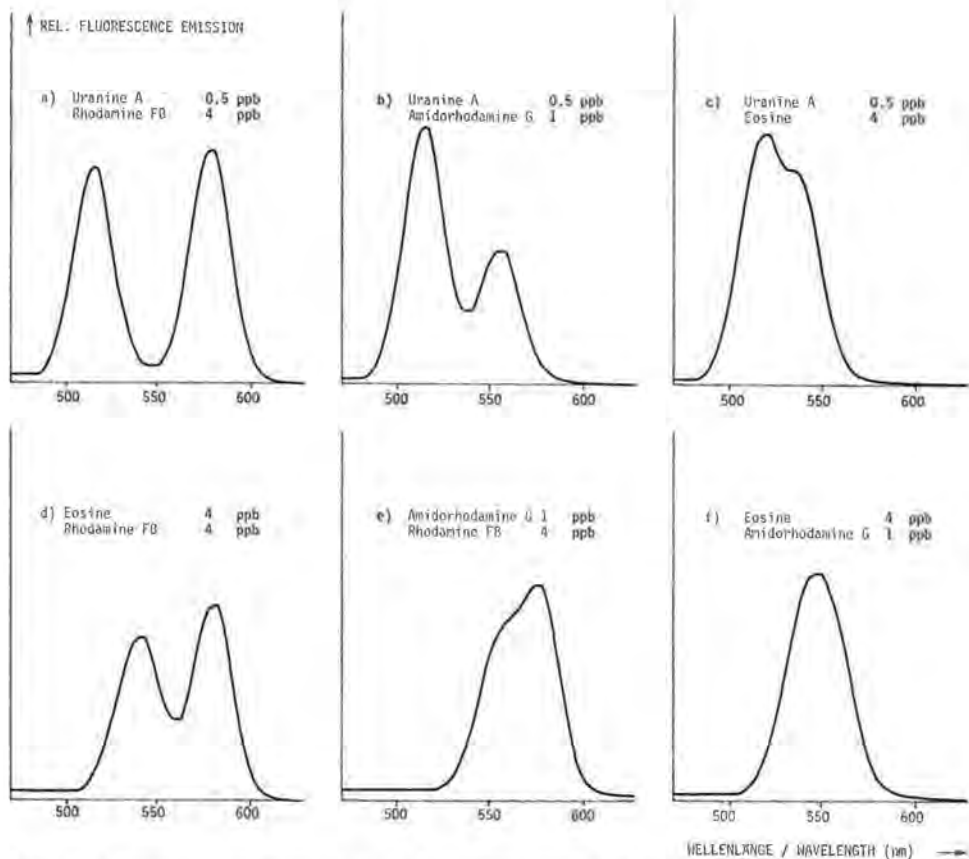 ↑ REL. FLUORESCENCE EMISSION
a) Uranine A 0.5 ppb
Rhodamine FB 4 ppb
b) Uranine A 0.5 ppb
Amidorhodamine G 1 ppb
c) Uranine A 0.5 ppb
Eosine 4 ppb
500 550 600
500 550 600
500 550 600
d) Eosine 4 ppb
Rhodamine FB 4 ppb
e) Amidorhodamine G 1 ppb
Rhodamine FB 4 ppb
f) Eosine 4 ppb
Amidorhodamine G 1 ppb
500 550 600
500 550 600
500 550 600
WELLENLÄNGE / WAVELENGTH (nm) →